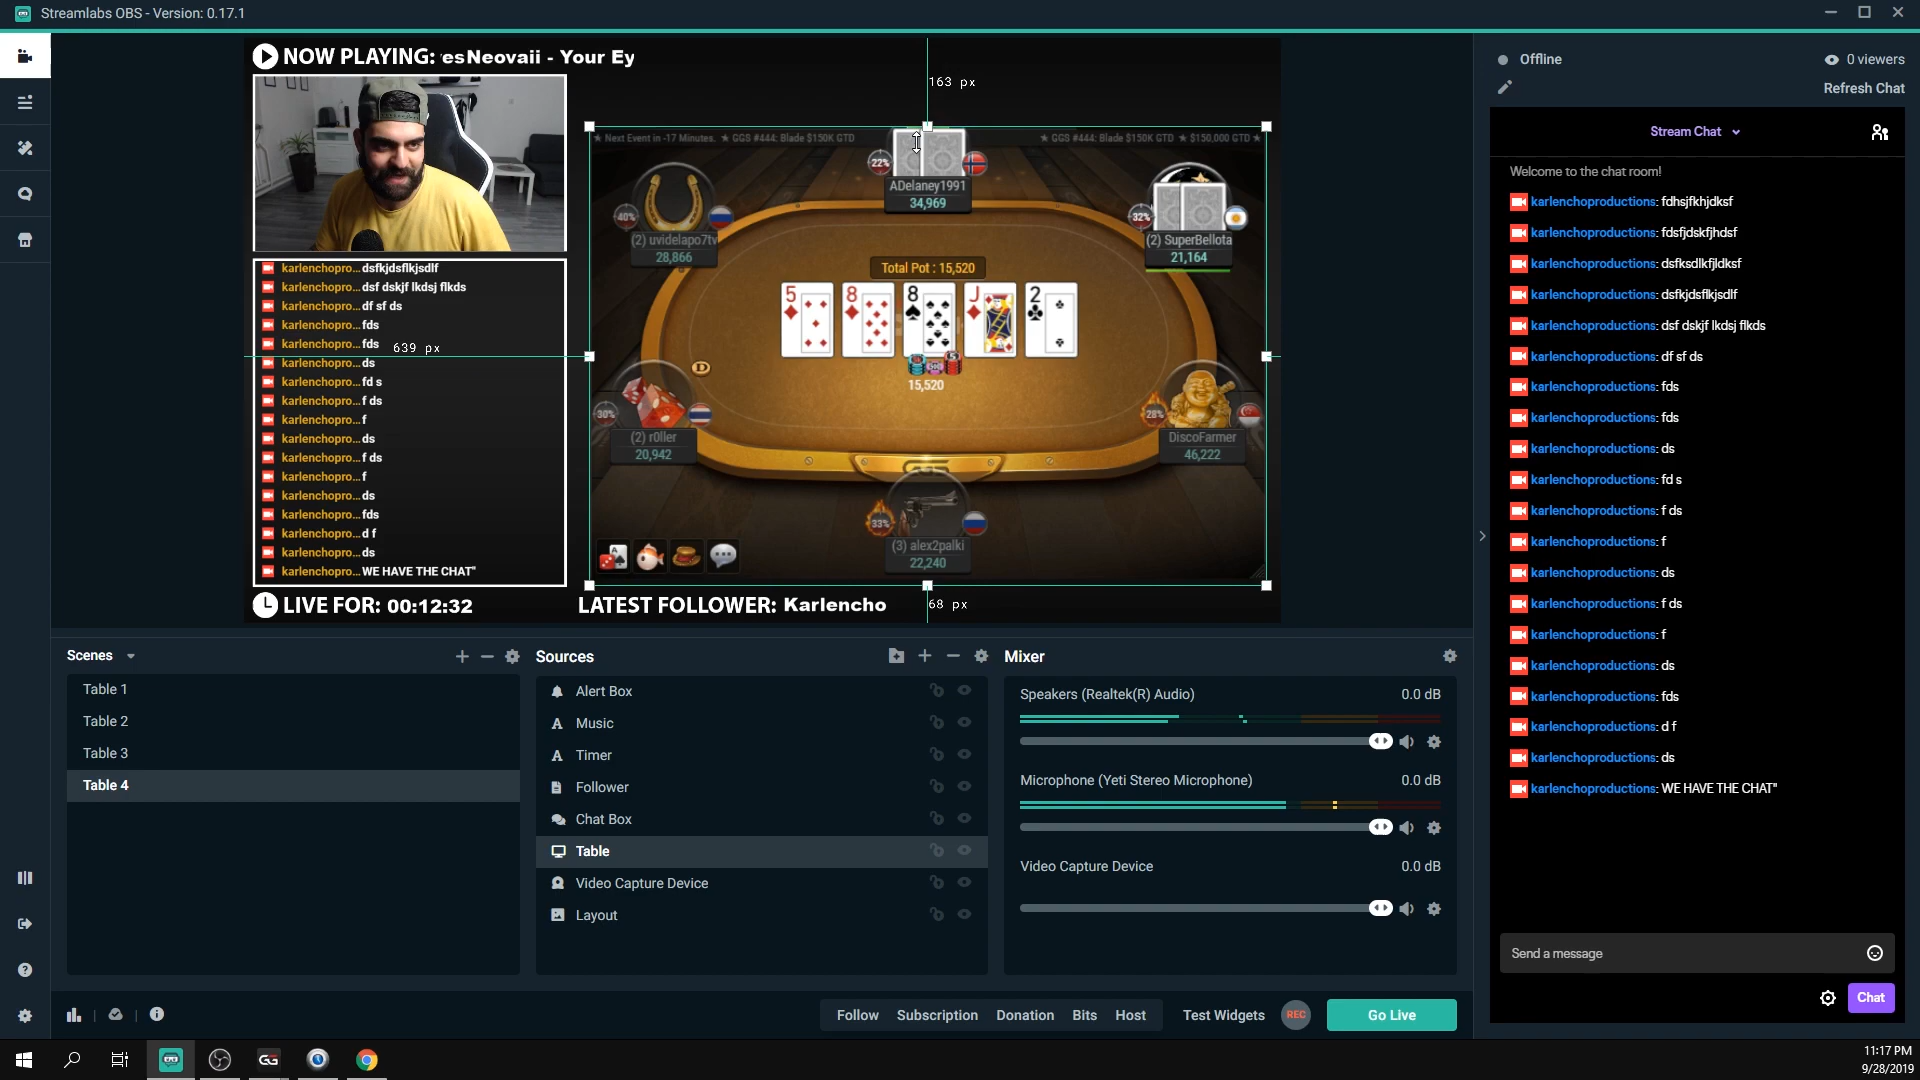 Streamlabs OBS - Version: 0.17.1
NOW PLAYING: esNeovaii - Your Ey
163 px
★ Next Event in -17 Minutes. ★ GGS #444: Blade $150K GTD
★ GGS #444: Blade $150K GTD ★ $150,000 GTD ★
22%
ADelaney1991
34,969
40%
(2) uvidelapo7tv
28,866
32%
(2) SuperBellota
21,164
Total Pot : 15,520
5
8
8
J
2
15,520
D
30%
(2) r0ller
20,942
28%
DiscoFarmer
46,222
33%
(3) alex2palki
22,240
karlenchopro... dsfkjdsflkjsdlf
karlenchopro... dsf dskjf lkdsj flkds
karlenchopro... df sf ds
karlenchopro... fds
karlenchopro... fds
639 px
karlenchopro... ds
karlenchopro... fd s
karlenchopro... f ds
karlenchopro... f
karlenchopro... ds
karlenchopro... f ds
karlenchopro... f
karlenchopro... ds
karlenchopro... fds
karlenchopro... d f
karlenchopro... ds
karlenchopro... WE HAVE THE CHAT"
LIVE FOR: 00:12:32
LATEST FOLLOWER: Karlencho
68 px
Offline
0 viewers
Refresh Chat
Stream Chat
Welcome to the chat room!
karlenchoproductions: fdhsjfkhjdksf
karlenchoproductions: fdsfjdskfjhdsf
karlenchoproductions: dsfksdlkfjldksf
karlenchoproductions: dsfkjdsflkjsdlf
karlenchoproductions: dsf dskjf lkdsj flkds
karlenchoproductions: df sf ds
karlenchoproductions: fds
karlenchoproductions: fds
karlenchoproductions: ds
karlenchoproductions: fd s
karlenchoproductions: f ds
karlenchoproductions: f
karlenchoproductions: ds
karlenchoproductions: f ds
karlenchoproductions: f
karlenchoproductions: ds
karlenchoproductions: fds
karlenchoproductions: d f
karlenchoproductions: ds
karlenchoproductions: WE HAVE THE CHAT"
Send a message
Chat
Scenes
Table 1
Table 2
Table 3
Table 4
Sources
Alert Box
Music
Timer
Follower
Chat Box
Table
Video Capture Device
Layout
Mixer
Speakers (Realtek(R) Audio)
0.0 dB
Microphone (Yeti Stereo Microphone)
0.0 dB
Video Capture Device
0.0 dB
Follow
Subscription
Donation
Bits
Host
Test Widgets
REC
Go Live
GG
11:17 PM
9/28/2019